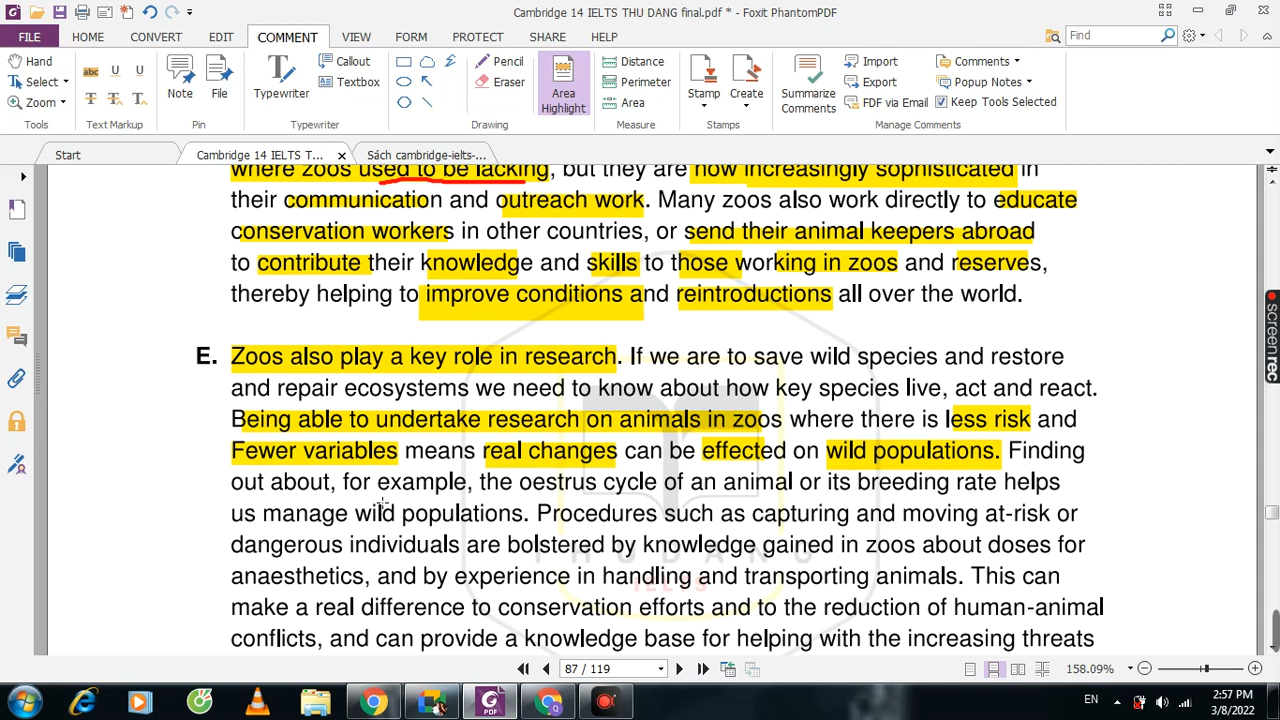 Cambridge 14 IELTS THU DANG final.pdf * - Foxit PhantomPDF
FILE HOME CONVERT EDIT COMMENT VIEW FORM PROTECT SHARE HELP Find
Hand Callout Pencil Distance Import Comments
Select Textbox Eraser Perimeter Export Popup Notes
Zoom Note File Typewriter Area Highlight Area Stamp Create Summarize Comments FDF via Email Keep Tools Selected
Tools Text Markup Pin Typewriter Drawing Measure Stamps Manage Comments
Start Cambridge 14 IELTS T... Sách cambridge-ielts-...
where zoos used to be lacking, but they are now increasingly sophisticated in
their communication and outreach work. Many zoos also work directly to educate
conservation workers in other countries, or send their animal keepers abroad
to contribute their knowledge and skills to those working in zoos and reserves,
thereby helping to improve conditions and reintroductions all over the world.
E. Zoos also play a key role in research. If we are to save wild species and restore
and repair ecosystems we need to know about how key species live, act and react.
Being able to undertake research on animals in zoos where there is less risk and
Fewer variables means real changes can be effected on wild populations. Finding
out about, for example, the oestrus cycle of an animal or its breeding rate helps
us manage wild populations. Procedures such as capturing and moving at-risk or
dangerous individuals are bolstered by knowledge gained in zoos about doses for
THUDANG
anaesthetics, and by experience in handling and transporting animals. This can
IELTS
make a real difference to conservation efforts and to the reduction of human-animal
conflicts, and can provide a knowledge base for helping with the increasing threats
screenrec
87 / 119 158.09%
EN 2:57 PM
3/8/2022